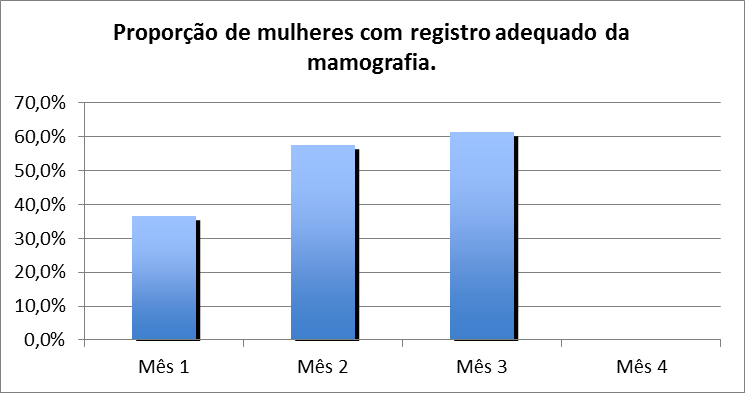 Proporção de mulheres com registro adequado da
mamografia.
70,0%
60,0%
50,0%
40,0%
30,0%
20,0%
10,0%
0,0%
Mês 1 Mês 2 Mês 3 Mês 4